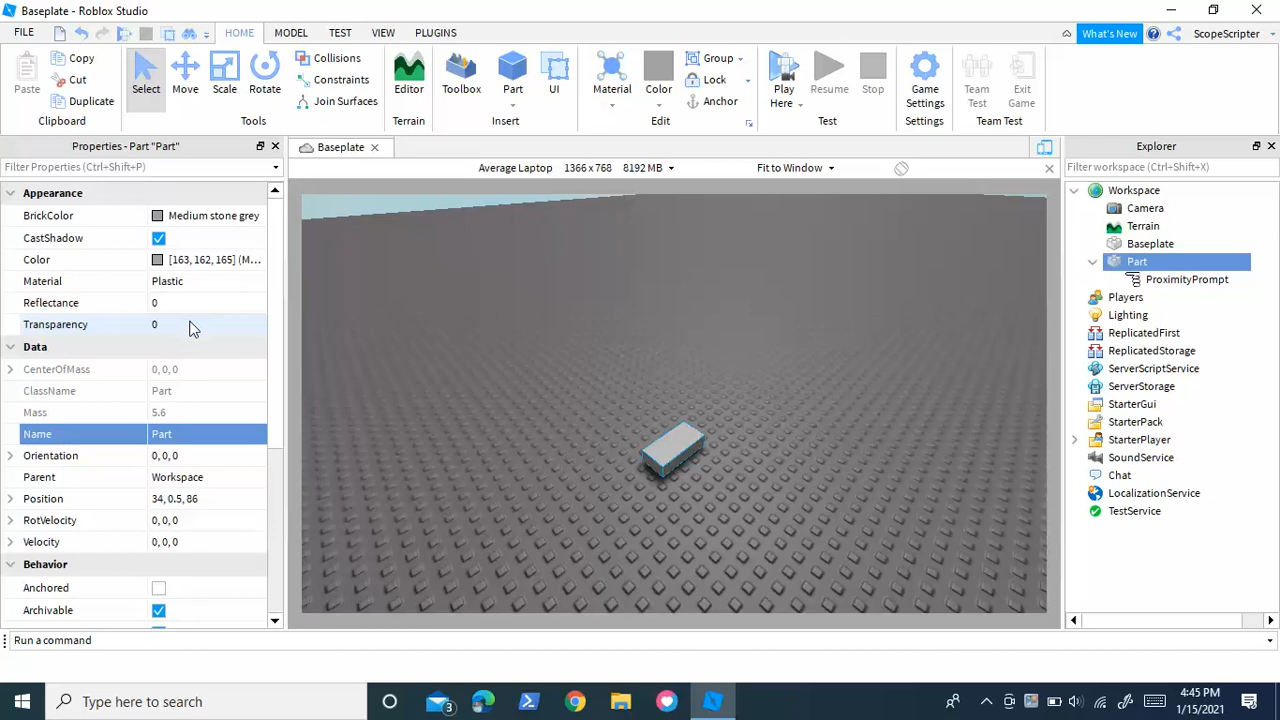 Baseplate - Roblox Studio
FILE HOME MODEL TEST VIEW PLUGINS What's New ScopeScripter
Paste Copy Cut Duplicate Clipboard
Select Move Scale Rotate Collisions Constraints Join Surfaces Tools
Editor Terrain
Toolbox Part UI Insert
Material Color Group Lock Anchor Edit
Play Here Resume Stop Test
Game Settings Settings
Team Test Exit Game Team Test
Properties - Part "Part"
Filter Properties (Ctrl+Shift+P)
Appearance
BrickColor Medium stone grey
CastShadow
Color [163, 162, 165] (M...
Material Plastic
Reflectance 0
Transparency 0
Data
CenterOfMass 0, 0, 0
ClassName Part
Mass 5.6
Name Part
Orientation 0, 0, 0
Parent Workspace
Position 34, 0.5, 86
RotVelocity 0, 0, 0
Velocity 0, 0, 0
Behavior
Anchored
Archivable
Baseplate
Average Laptop 1366 x 768 8192 MB Fit to Window
Explorer
Filter workspace (Ctrl+Shift+X)
Workspace
Camera
Terrain
Baseplate
Part
ProximityPrompt
Players
Lighting
ReplicatedFirst
ReplicatedStorage
ServerScriptService
ServerStorage
StarterGui
StarterPack
StarterPlayer
SoundService
Chat
LocalizationService
TestService
Run a command
Type here to search
3
4:45 PM
1/15/2021